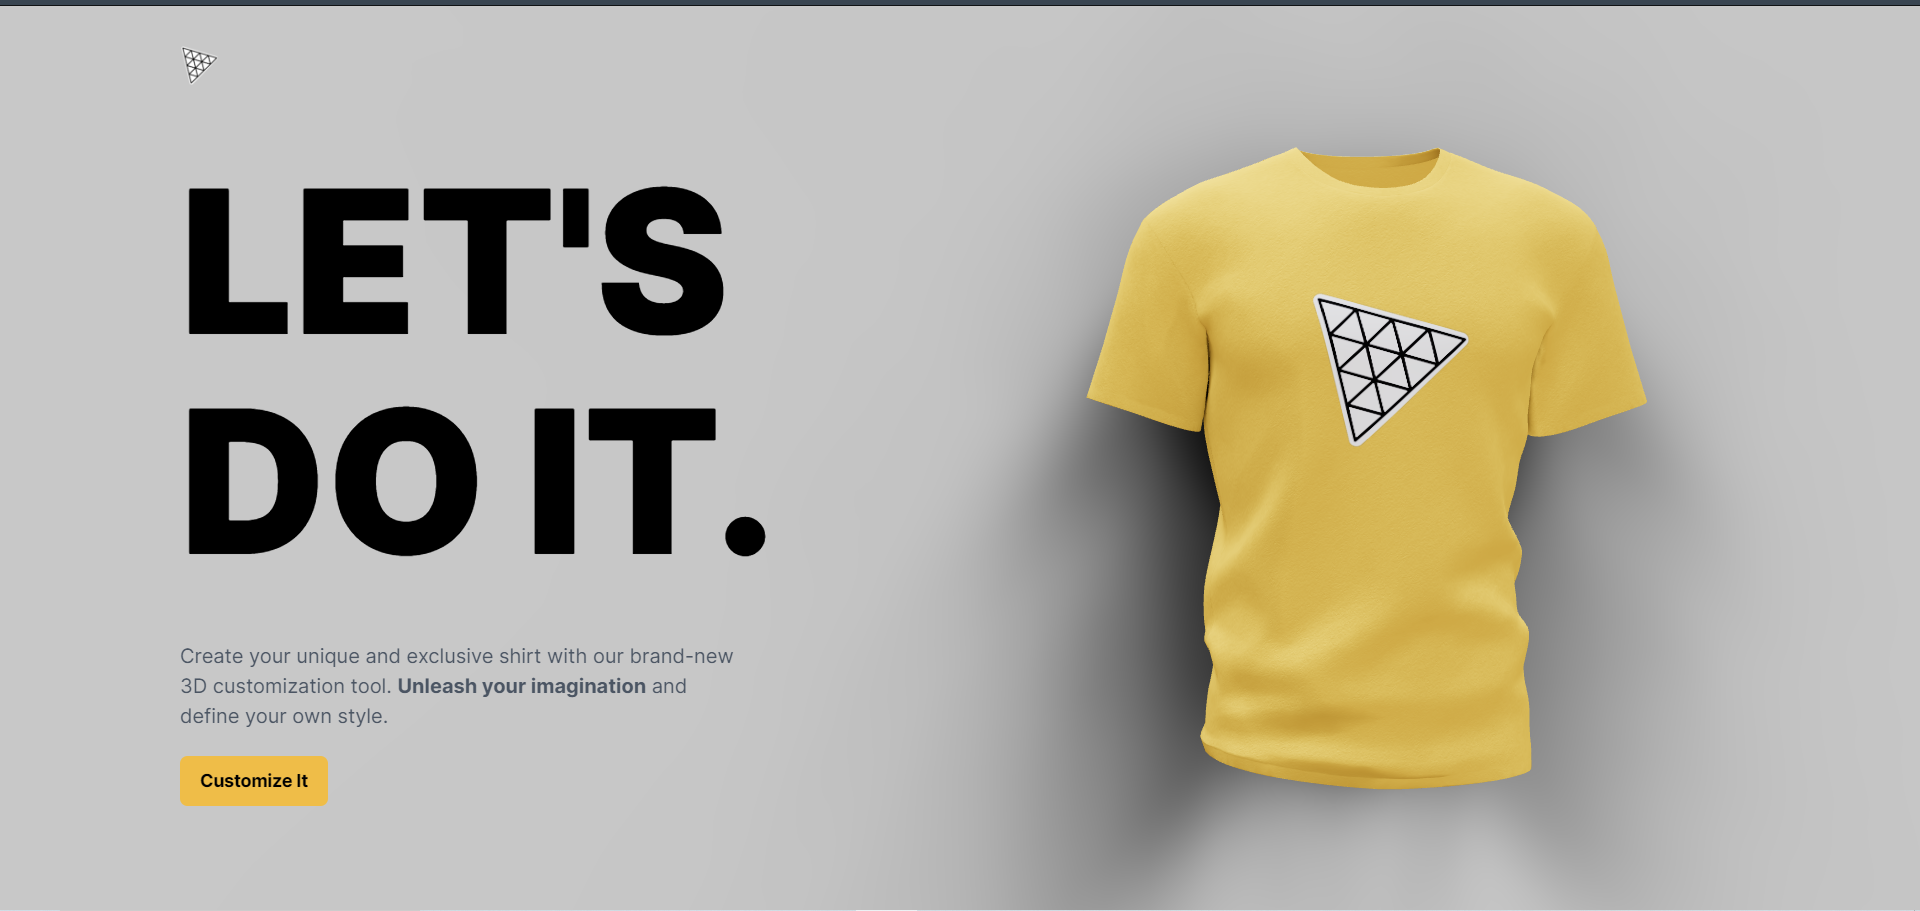 LET'S
DO IT.
Create your unique and exclusive shirt with our brand-new
3D customization tool. Unleash your imagination and
define your own style.
Customize It